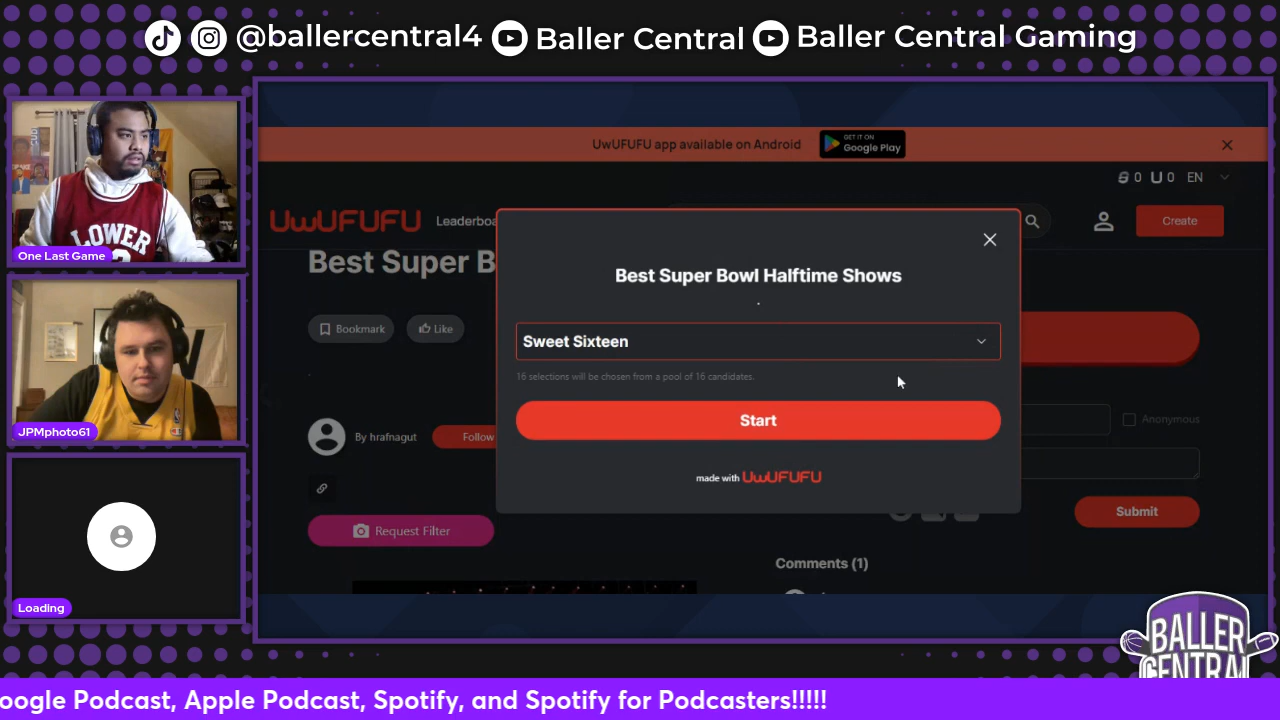 @ballercentral4 Baller Central Baller Central Gaming
One Last Game
LOWER
JPMphoto61
Loading
UwUFUFU app available on Android
GET IT ON
Google Play
0 0 EN
UwUFUFU
Leaderboa
Create
Best Super B
Bookmark
Like
By hrafnagut
Follow
Request Filter
Best Super Bowl Halftime Shows
.
Sweet Sixteen
16 selections will be chosen from a pool of 16 candidates.
Start
made with UwUFUFU
Anonymous
Submit
Comments (1)
BALLER
CENTRAL
oogle Podcast, Apple Podcast, Spotify, and Spotify for Podcasters!!!!!